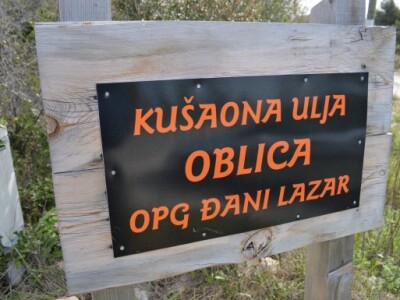 KUŠAONA ULJA
OBLICA
OPG ĐANI LAZAR